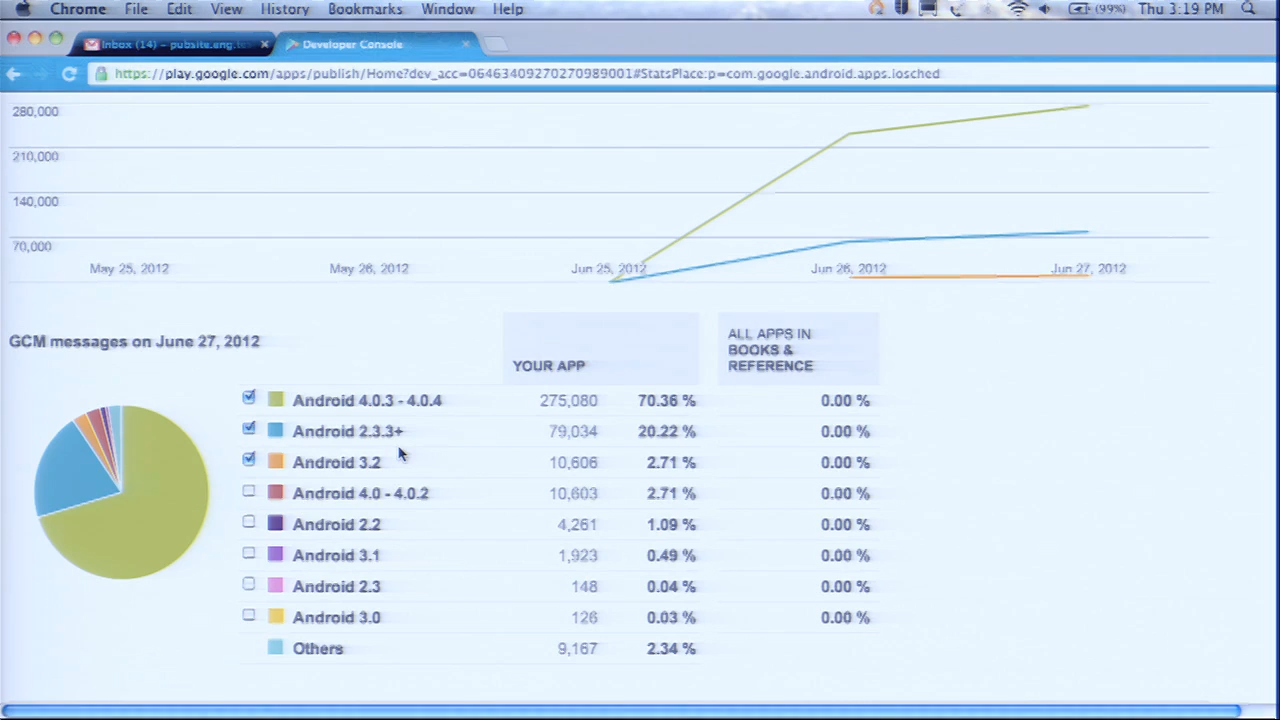 Chrome File Edit View History Bookmarks Window Help (99%) Thu 3:19 PM
Inbox (14) – pubsite.eng.te
Developer Console
https://play.google.com/apps/publish/Home?dev_acc=06463409270270989001#StatsPlace:p=com.google.android.apps.iosched
280,000
210,000
140,000
70,000
May 25, 2012 May 26, 2012 Jun 25, 2012 Jun 26, 2012 Jun 27, 2012
GCM messages on June 27, 2012
YOUR APP
ALL APPS IN
BOOKS &
REFERENCE
Android 4.0.3 - 4.0.4 275,080 70.36 % 0.00 %
Android 2.3.3+ 79,034 20.22 % 0.00 %
Android 3.2 10,606 2.71 % 0.00 %
Android 4.0 - 4.0.2 10,603 2.71 % 0.00 %
Android 2.2 4,261 1.09 % 0.00 %
Android 3.1 1,923 0.49 % 0.00 %
Android 2.3 148 0.04 % 0.00 %
Android 3.0 126 0.03 % 0.00 %
Others 9,167 2.34 %